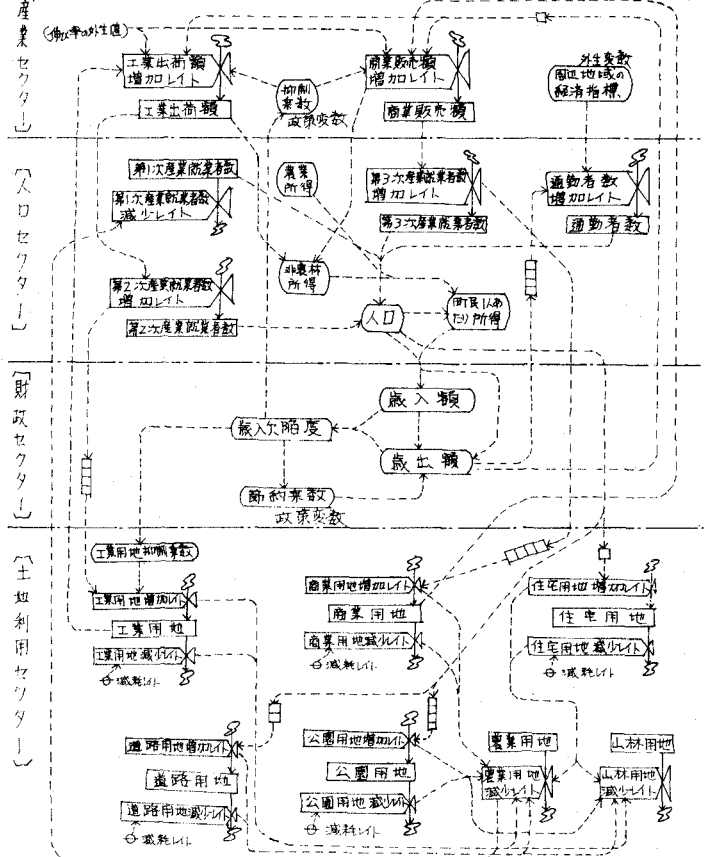 産業セクター〕
工業出荷額
増加レイト
工業出荷額
抑制
乗数
政策変数
商業販売額
増加レイト
商業販売額
外生変数
周辺地域の
経済指標
〔人口セクター〕
第1次産業就業者数
第1次産業就業者数
減少レイト
農業
所得
第3次産業就業者数
増加レイト
第3次産業就業者数
通勤者数
増加レイト
通勤者数
第2次産業就業者数
増加レイト
第2次産業就業者数
非農林
所得
人口
町民1人あ
たり所得
〔財政セクター〕
歳入額
歳入欠陥度
歳出額
節約乗数
政策変数
〔土地利用セクター〕
工業用地抑制乗数
工業用地増加レイト
工業用地
工業用地減少レイト
減耗レイト
商業用地増加レイト
商業用地
商業用地減少レイト
減耗レイト
住宅用地増加レイト
住宅用地
住宅用地減少レイト
減耗レイト
道路用地増加レイト
道路用地
道路用地減少レイト
減耗レイト
公園用地増加レイト
公園用地
公園用地減少レイト
減耗レイト
農業用地
農業用地
減少レイト
山林用地
山林用地
減少レイト